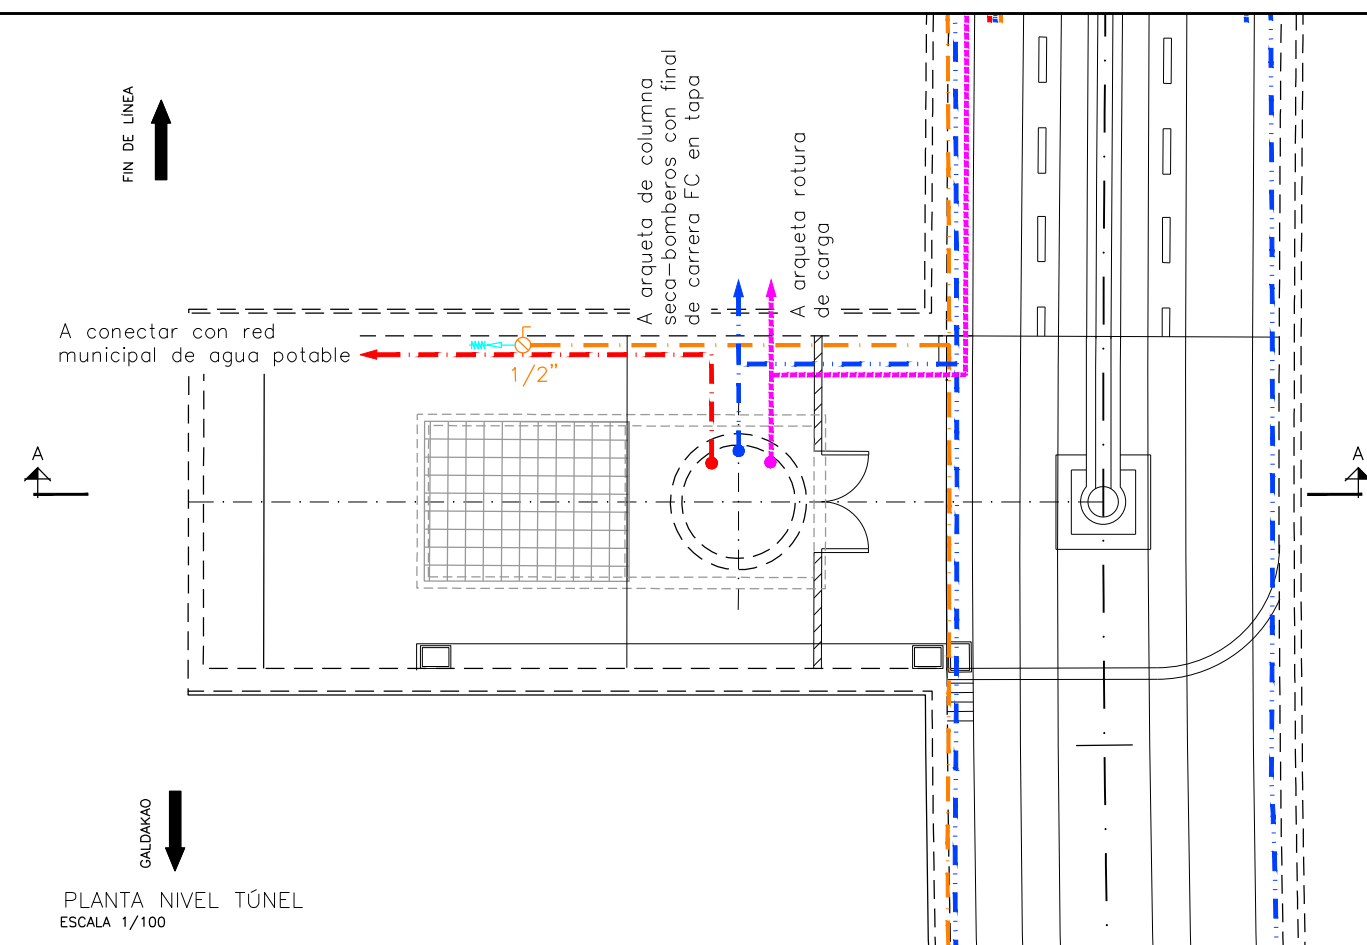 FIN DE LÍNEA
A arqueta de columna
seca-bomberos con final
de carrera FC en tapa
A arqueta rotura
de carga
A conectar con red
municipal de agua potable
1/2"
A
A
GALDAKAO
PLANTA NIVEL TÚNEL
ESCALA 1/100